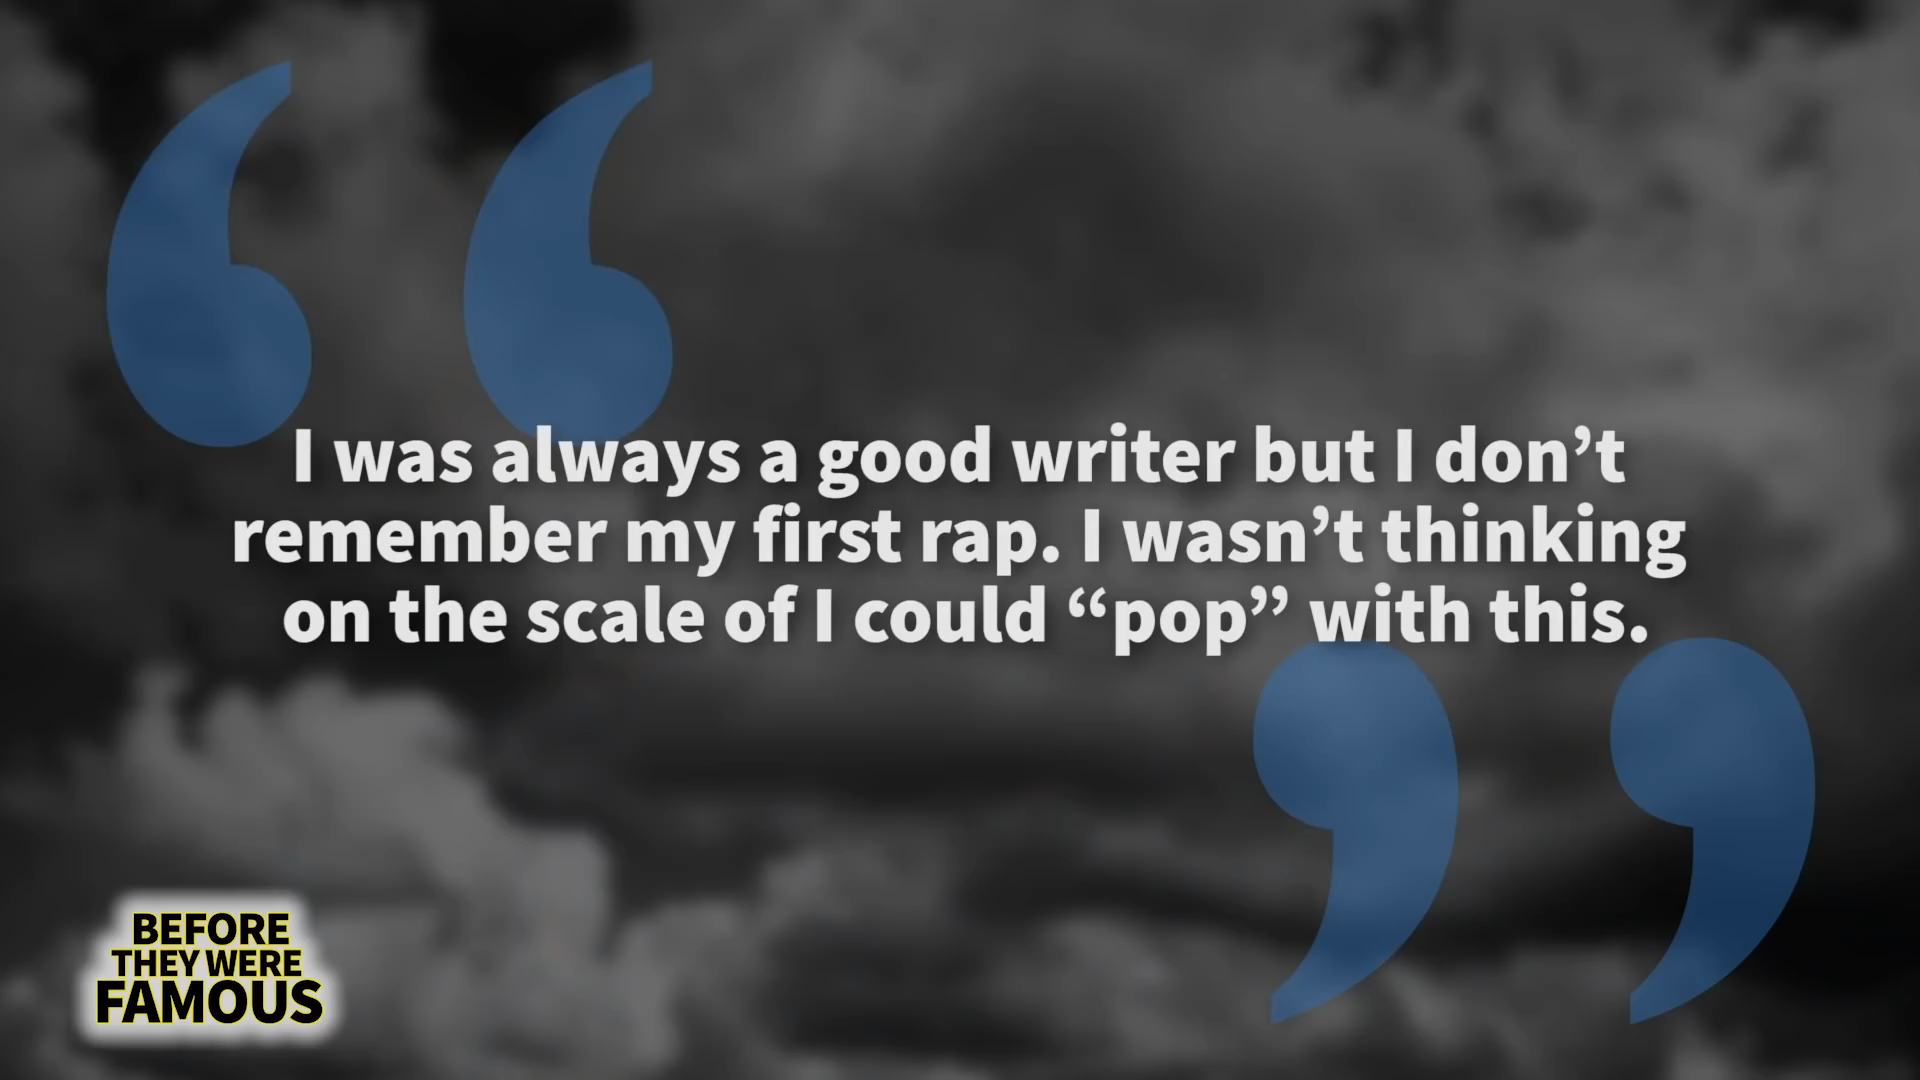 I was always a good writer but I don’t
remember my first rap. I wasn’t thinking
on the scale of I could “pop” with this.
BEFORE
THEY WERE
FAMOUS